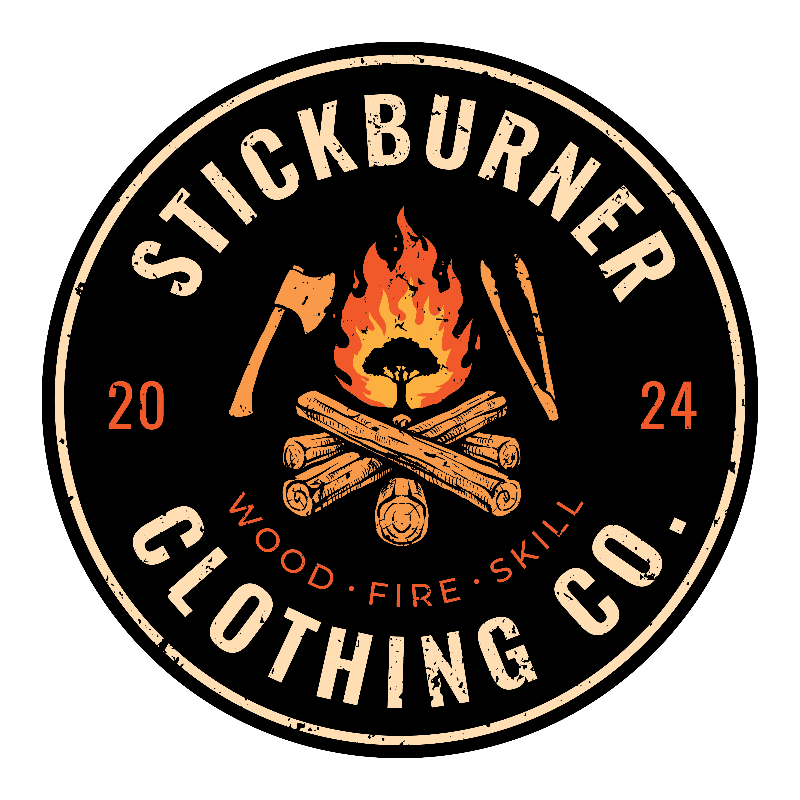 STICKBURNER
20 24
WOOD · FIRE · SKILL
CLOTHING CO.